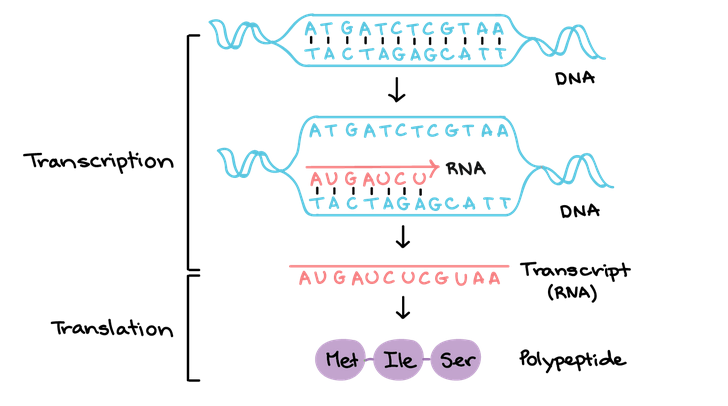 ATGATCTCGTAA
TACTAGAGCATT
DNA
ATGATCTCGTAA
Transcription
RNA
AUGAUCU
TACTAGAGCATT
DNA
AUGAUCUCGUAA
Transcript
(RNA)
Translation
Met Ile Ser
Polypeptide